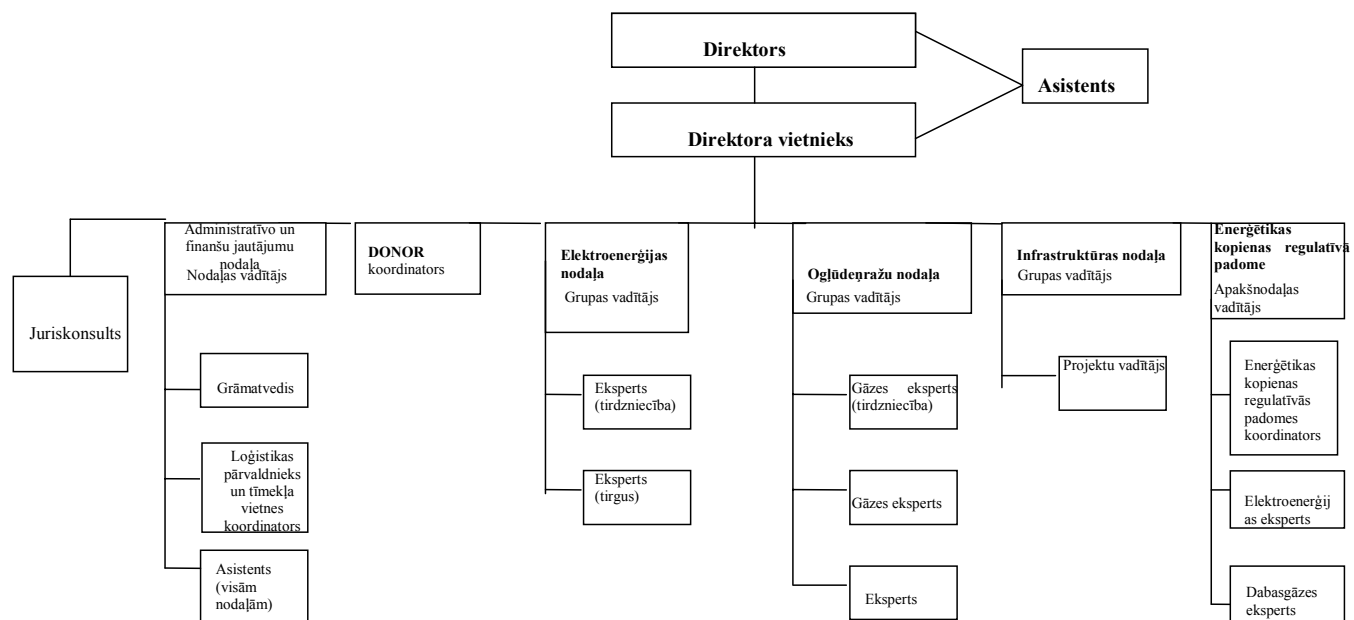 Direktors
Asistents
Direktora vietnieks
Juriskonsults
Administratīvo un
finanšu jautājumu
nodaļa
Nodaļas vadītājs
DONOR
koordinators
Elektroenerģijas
nodaļa
Grupas vadītājs
Ogļūdeņražu nodaļa
Grupas vadītājs
Infrastruktūras nodaļa
Grupas vadītājs
Enerģētikas
kopienas regulatīvā
padome
Apakšnodaļas
vadītājs
Grāmatvedis
Loģistikas
pārvaldnieks
un tīmekļa
vietnes
koordinators
Asistents
(visām
nodaļām)
Eksperts
(tirdzniecība)
Eksperts
(tirgus)
Gāzes eksperts
(tirdzniecība)
Gāzes eksperts
Eksperts
Projektu vadītājs
Enerģētikas
kopienas
regulatīvās
padomes
koordinators
Elektroenerģij
as eksperts
Dabasgāzes
eksperts